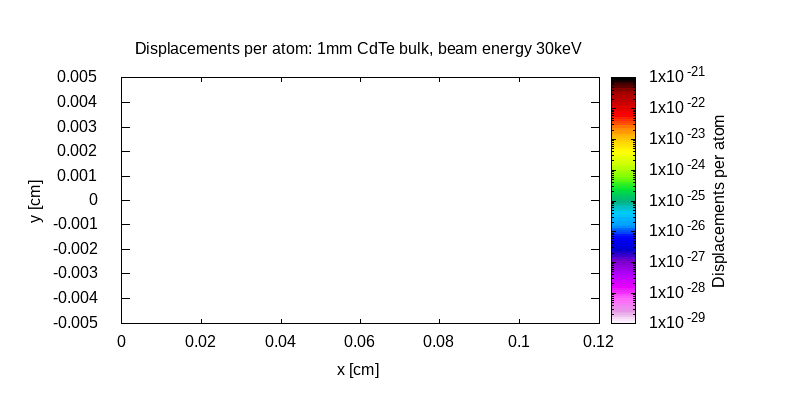 Displacements per atom: 1mm CdTe bulk, beam energy 30keV
0.005
0.004
0.003
0.002
0.001
0
-0.001
-0.002
-0.003
-0.004
-0.005
y [cm]
0 0.02 0.04 0.06 0.08 0.1 0.12
x [cm]
1x10 -21
1x10 -22
1x10 -23
1x10 -24
1x10 -25
1x10 -26
1x10 -27
1x10 -28
1x10 -29
Displacements per atom